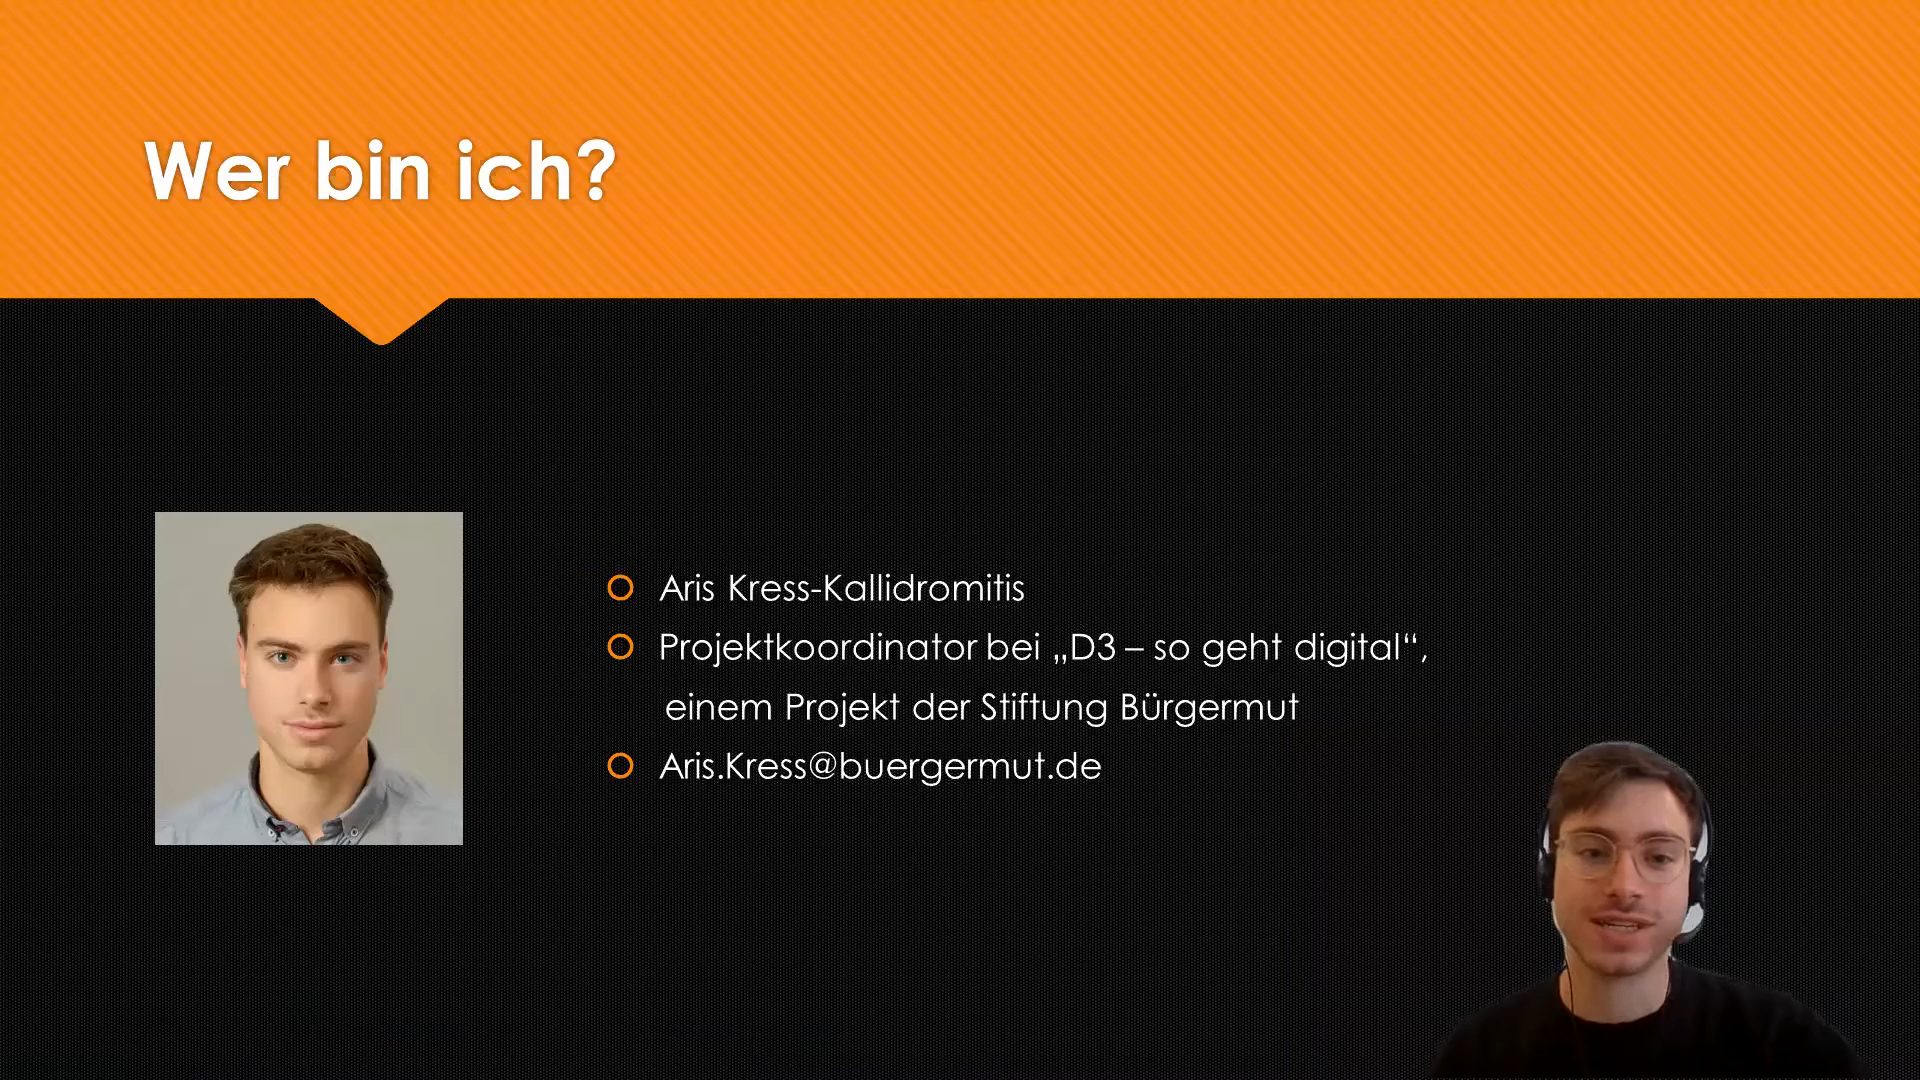 Wer bin ich?
Aris Kress-Kallidromitis
Projektkoordinator bei „D3 – so geht digital“,
einem Projekt der Stiftung Bürgermut
Aris.Kress@buergermut.de